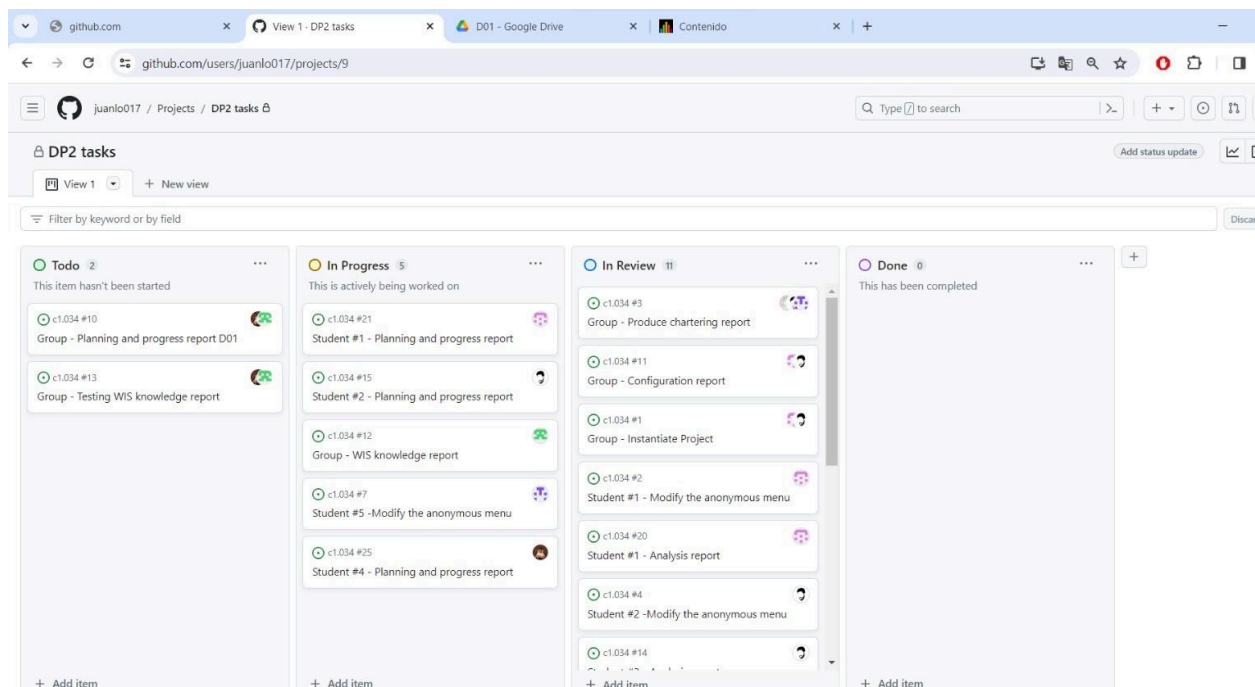 github.com
View 1 · DP2 tasks
D01 - Google Drive
Contenido
github.com/users/juanlo017/projects/9
juanlo017 / Projects / DP2 tasks
Type / to search
DP2 tasks
Add status update
View 1
New view
Filter by keyword or by field
Todo 2
This item hasn't been started
c1.034 #10
Group - Planning and progress report D01
c1.034 #13
Group - Testing WIS knowledge report
+ Add item
In Progress 5
This is actively being worked on
c1.034 #21
Student #1 - Planning and progress report
c1.034 #15
Student #2 - Planning and progress report
c1.034 #12
Group - WIS knowledge report
c1.034 #7
Student #5 -Modify the anonymous menu
c1.034 #25
Student #4 - Planning and progress report
+ Add item
In Review 11
c1.034 #3
Group - Produce chartering report
c1.034 #11
Group - Configuration report
c1.034 #1
Group - Instantiate Project
c1.034 #2
Student #1 - Modify the anonymous menu
c1.034 #20
Student #1 - Analysis report
c1.034 #4
Student #2 -Modify the anonymous menu
c1.034 #14
+ Add item
Done 0
This has been completed
+ Add item